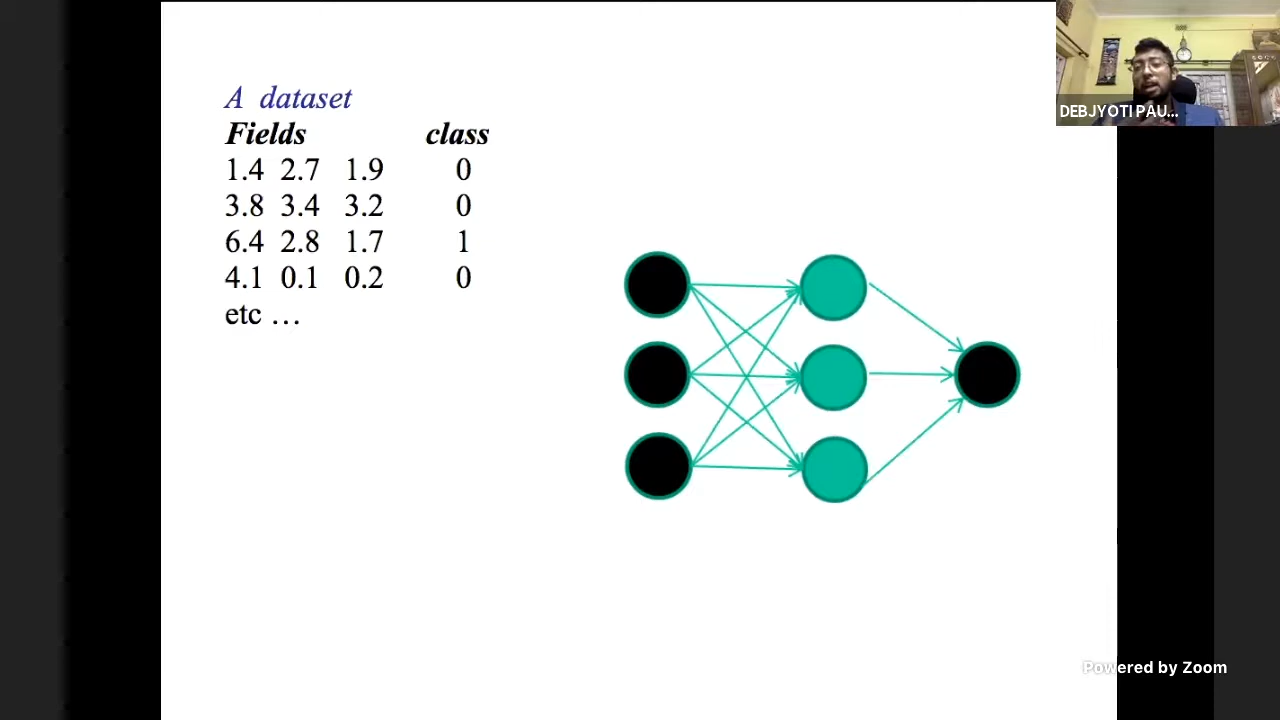 A dataset
Fields class
1.4 2.7 1.9 0
3.8 3.4 3.2 0
6.4 2.8 1.7 1
4.1 0.1 0.2 0
etc …
DEBJYOTI PAU...
Powered by Zoom